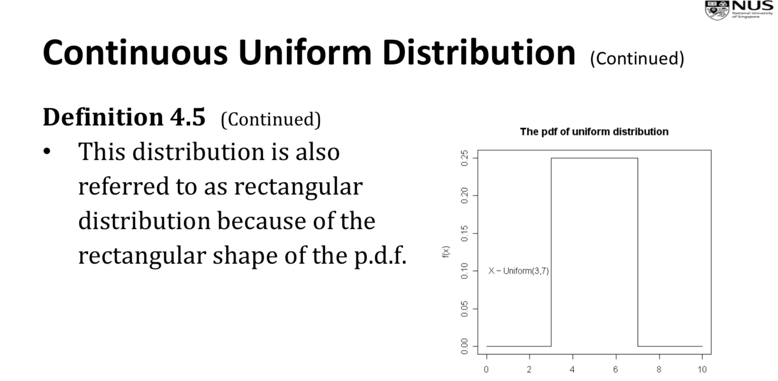 NUS
National University
of Singapore
Continuous Uniform Distribution (Continued)
Definition 4.5 (Continued)
• This distribution is also
referred to as rectangular
distribution because of the
rectangular shape of the p.d.f.
The pdf of uniform distribution
f(x)
0.25
0.20
0.15
0.10
0.05
0.00
X ~ Uniform(3,7)
0 2 4 6 8 10